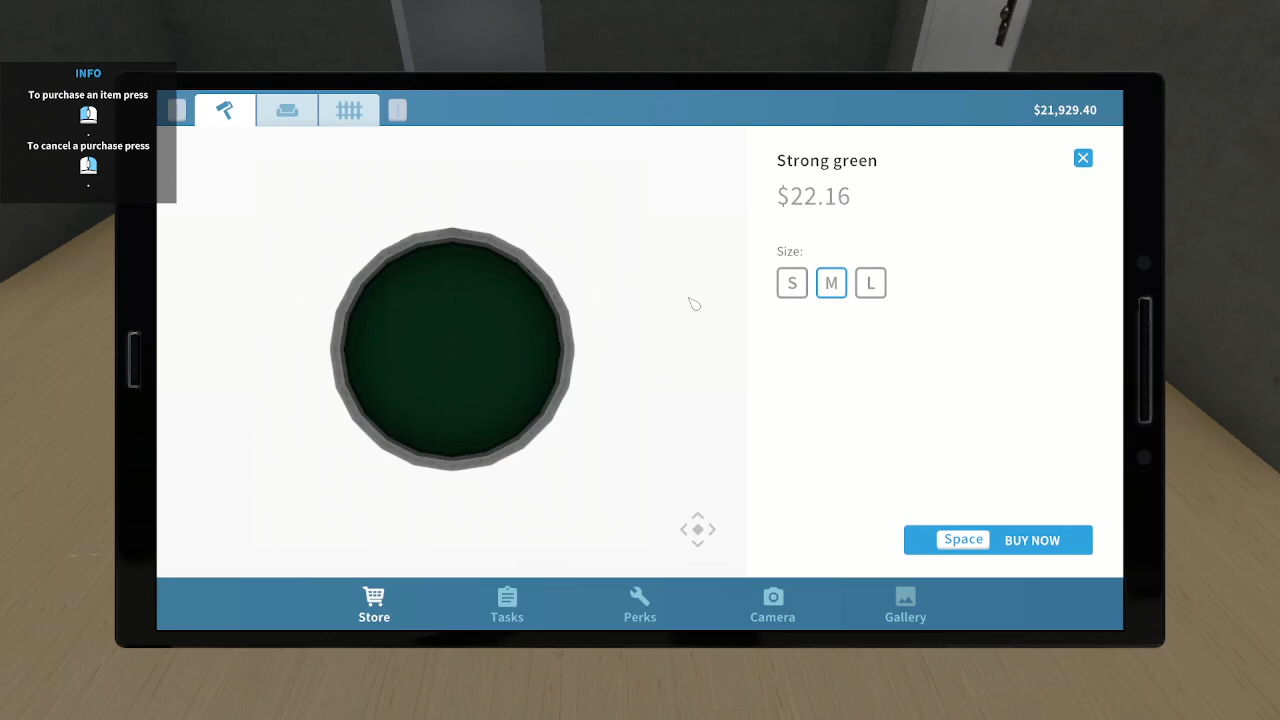 INFO
To purchase an item press
.
To cancel a purchase press
.
$21,929.40
Strong green
$22.16
Size:
S M L
Space BUY NOW
Store Tasks Perks Camera Gallery